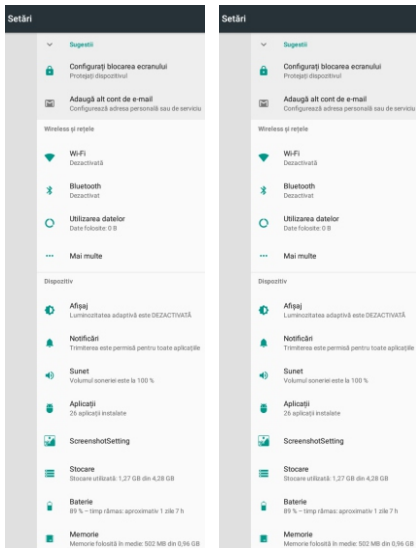 Setări
Sugestii
Configurați blocarea ecranului
Protejați dispozitivul
Adaugă alt cont de e-mail
Configurează adresa personală sau de serviciu
Wireless și rețele
Wi-Fi
Dezactivată
Bluetooth
Dezactivat
Utilizarea datelor
Date folosite: 0 B
Mai multe
Dispozitiv
Afișaj
Luminozitatea adaptivă este DEZACTIVATĂ
Notificări
Trimiterea este permisă pentru toate aplicațiile
Sunet
Volumul soneriei este la 100 %
Aplicații
26 aplicații instalate
ScreenshotSetting
Stocare
Stocare utilizată: 1,27 GB din 4,28 GB
Baterie
89 % – timp rămas: aproximativ 1 zile 7 h
Memorie
Memorie folosită în medie: 502 MB din 0,96 GB
Setări
Sugestii
Configurați blocarea ecranului
Protejați dispozitivul
Adaugă alt cont de e-mail
Configurează adresa personală sau de serviciu
Wireless și rețele
Wi-Fi
Dezactivată
Bluetooth
Dezactivat
Utilizarea datelor
Date folosite: 0 B
Mai multe
Dispozitiv
Afișaj
Luminozitatea adaptivă este DEZACTIVATĂ
Notificări
Trimiterea este permisă pentru toate aplicațiile
Sunet
Volumul soneriei este la 100 %
Aplicații
26 aplicații instalate
ScreenshotSetting
Stocare
Stocare utilizată: 1,27 GB din 4,28 GB
Baterie
89 % – timp rămas: aproximativ 1 zile 7 h
Memorie
Memorie folosită în medie: 502 MB din 0,96 GB